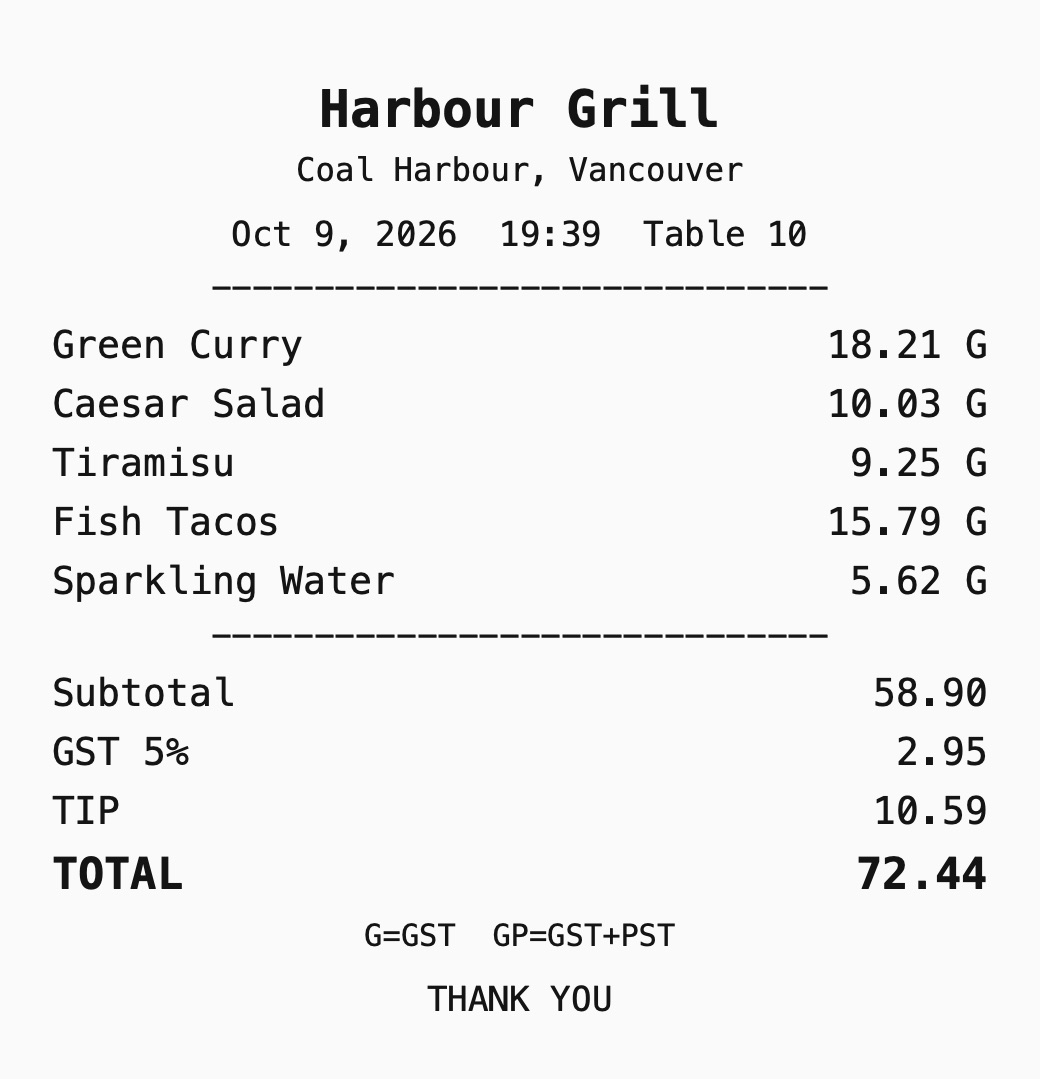 Harbour Grill
Coal Harbour, Vancouver
Oct 9, 2026  19:39  Table 10
------------------------------
Green Curry 18.21 G
Caesar Salad 10.03 G
Tiramisu 9.25 G
Fish Tacos 15.79 G
Sparkling Water 5.62 G
------------------------------
Subtotal 58.90
GST 5% 2.95
TIP 10.59
TOTAL 72.44
G=GST  GP=GST+PST
THANK YOU